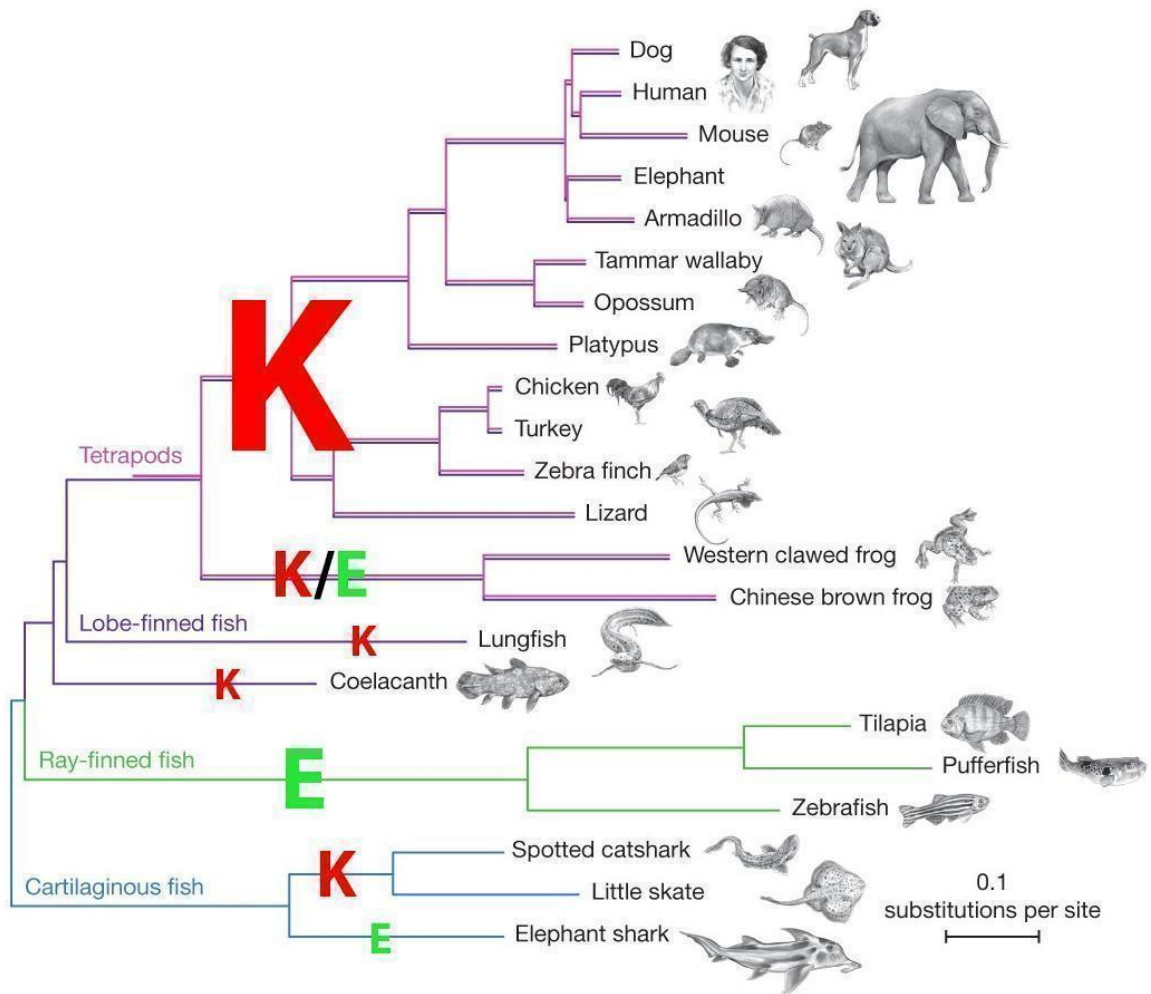 Dog
Human
Mouse
Elephant
Armadillo
Tammar wallaby
Opossum
Platypus
K
Chicken
Turkey
Tetrapods
Zebra finch
Lizard
Western clawed frog
K/E
Chinese brown frog
Lobe-finned fish
K
Lungfish
K
Coelacanth
Tilapia
Ray-finned fish
E
Pufferfish
Zebrafish
Spotted catshark
K
Cartilaginous fish
Little skate
0.1
substitutions per site
E
Elephant shark